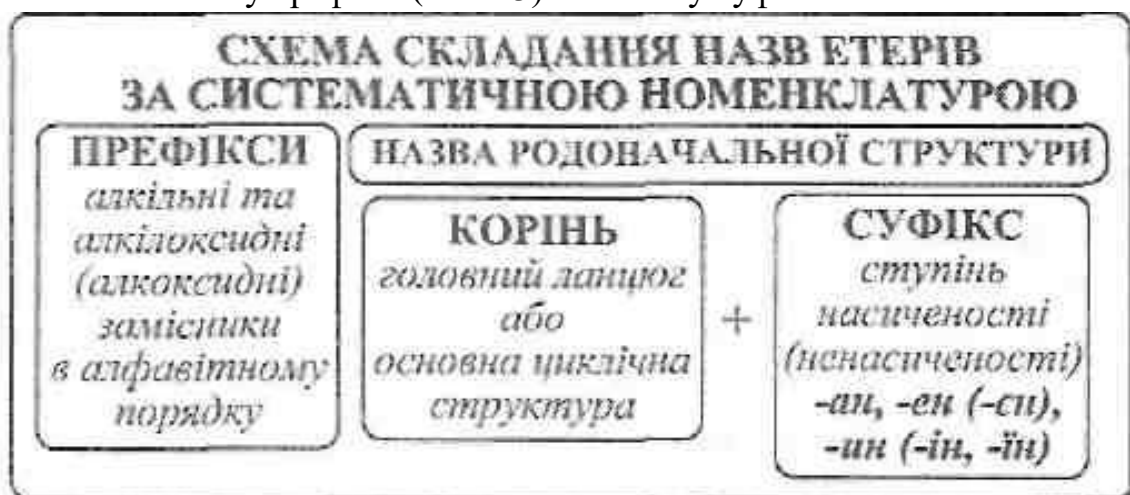 СХЕМА СКЛАДАННЯ НАЗВ ЕТЕРІВ
ЗА СИСТЕМАТИЧНОЮ НОМЕНКЛАТУРОЮ
ПРЕФІКСИ
алкільні та
алкілоксидні
(алкоксидні)
замісники
в алфавітному
порядку
НАЗВА РОДОНАЧАЛЬНОЇ СТРУКТУРИ
КОРІНЬ
головний ланцюг
або
основна циклічна
структура
+
СУФІКС
ступінь
насиченості
(ненасиченості)
-ан, -ен (-єн),
-ин (-ін, -їн)